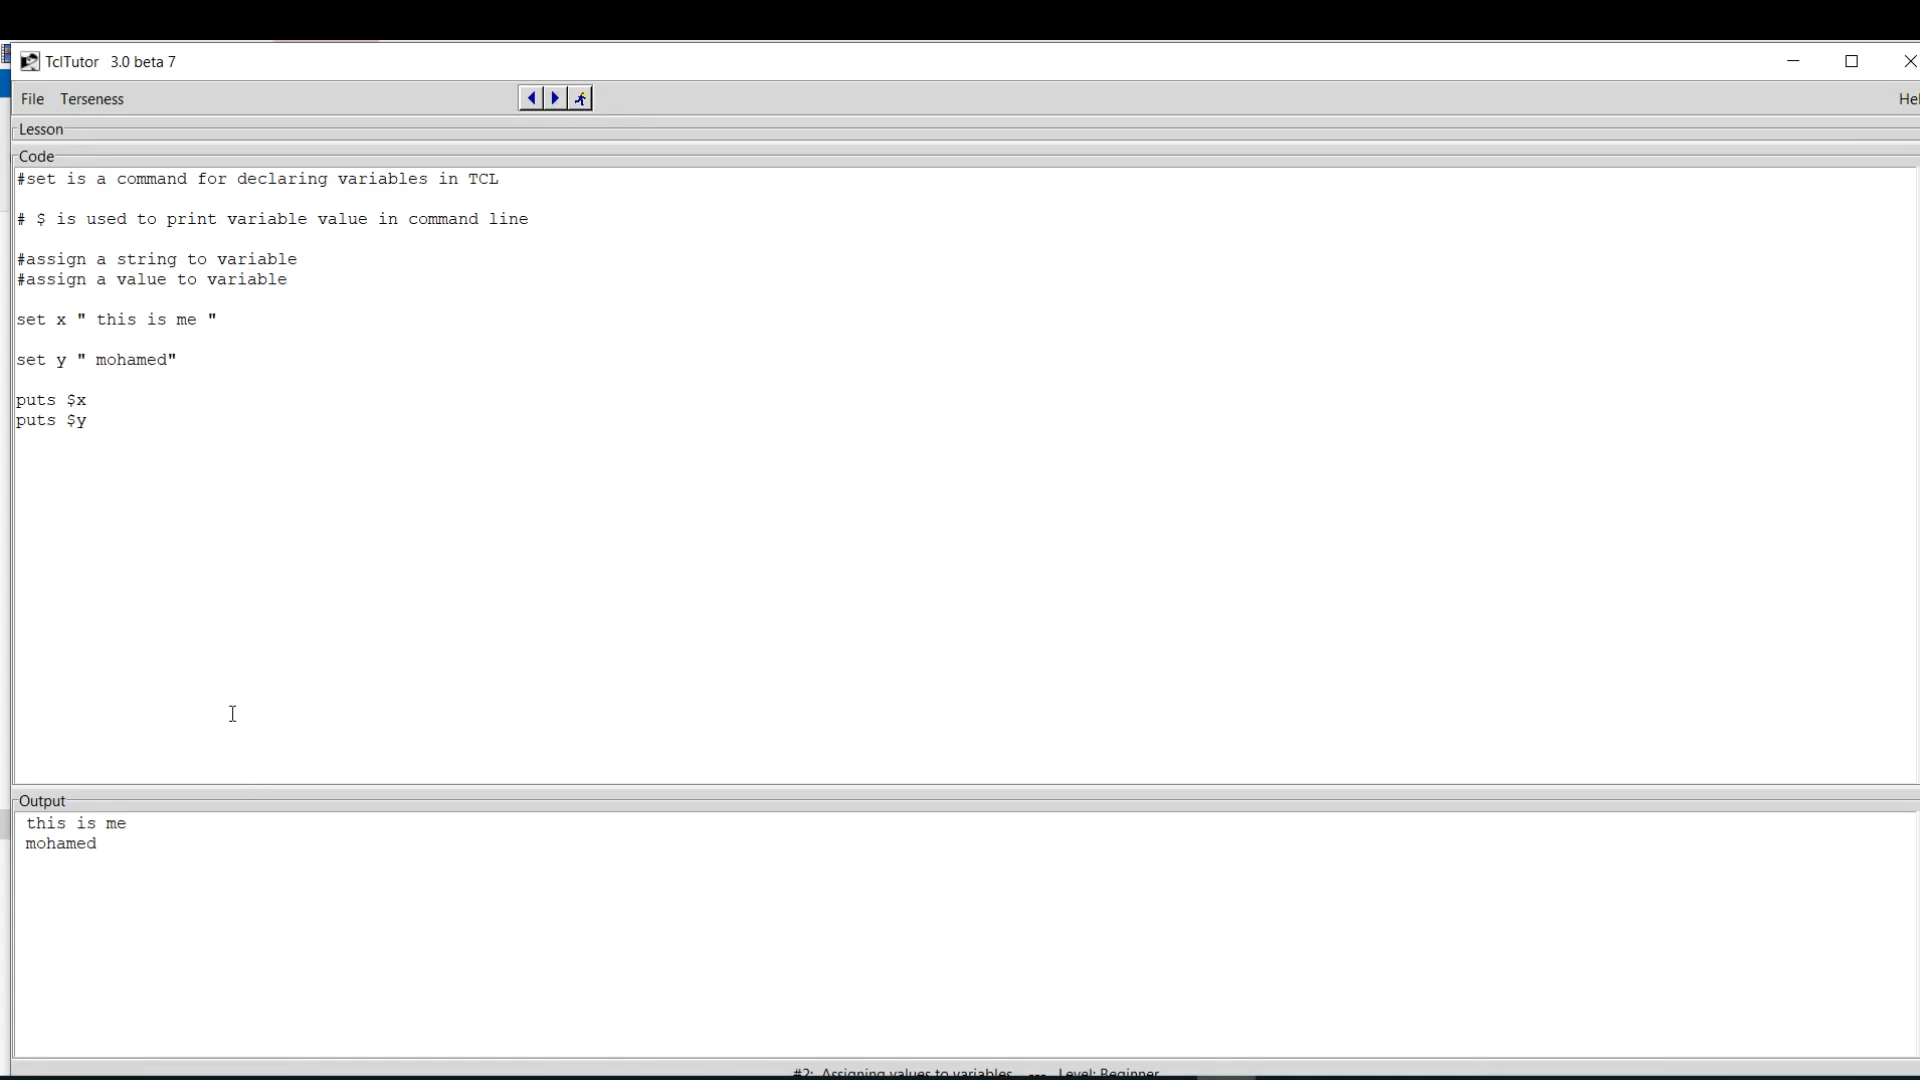 TclTutor 3.0 beta 7
File Terseness Hel
Lesson
Code
#set is a command for declaring variables in TCL
# $ is used to print variable value in command line
#assign a string to variable
#assign a value to variable
set x " this is me "
set y " mohamed"
puts $x
puts $y
Output
this is me
mohamed
#2: Assigning values to variables --- Level: Beginner